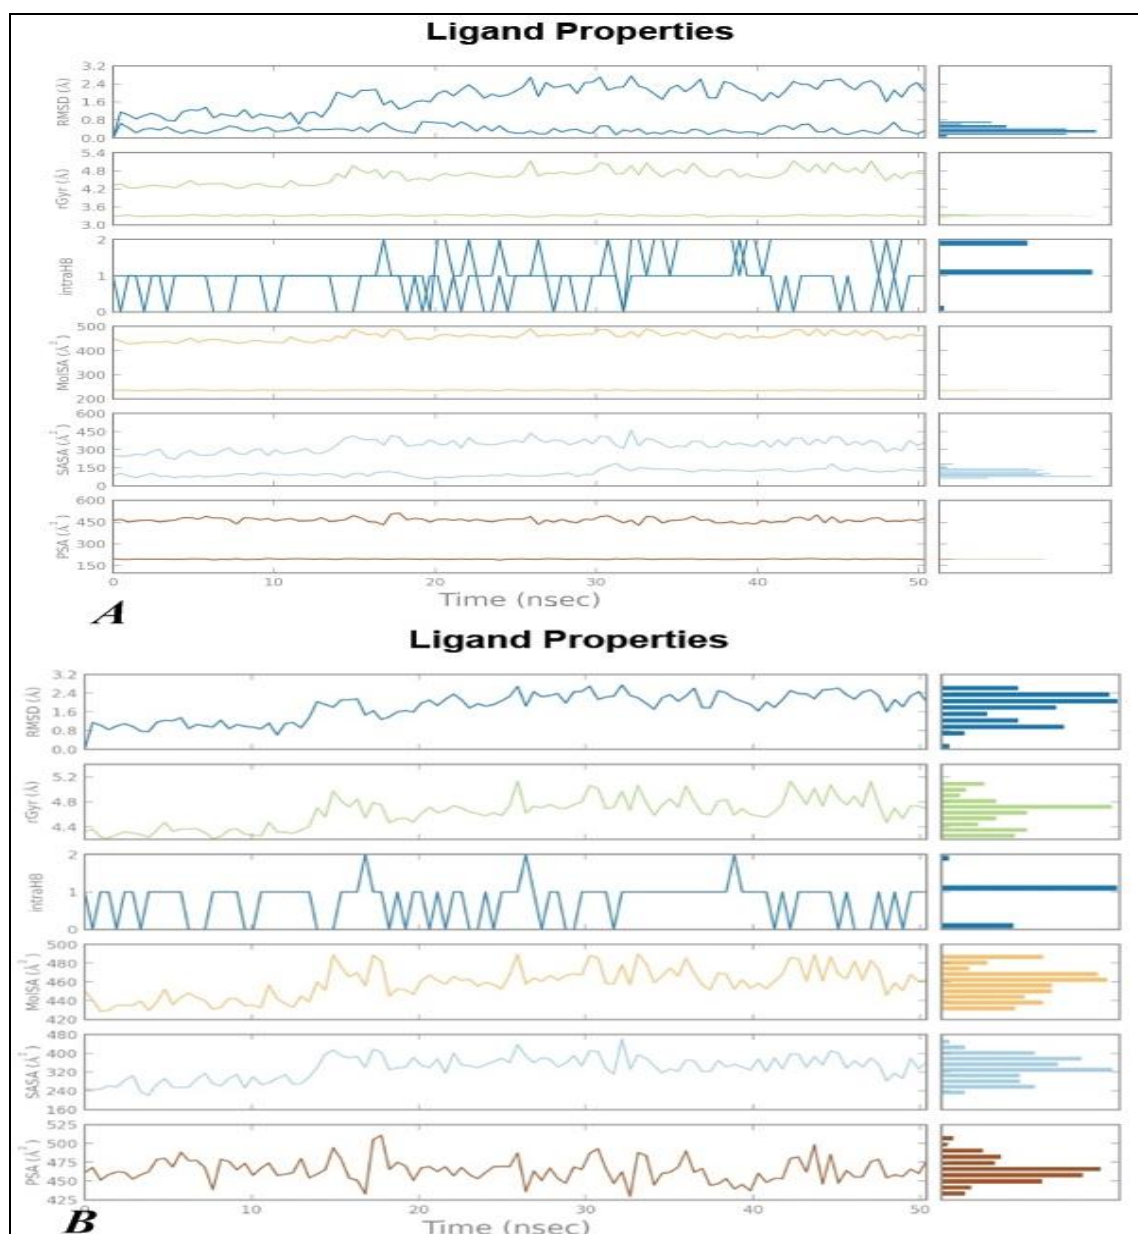 Ligand Properties
3.2
2.4
1.6
0.8
0.0
RMSD (Å)
5.4
4.8
4.2
3.6
3.0
rGyr (Å)
2
1
0
intraHB
500
400
300
200
MolSA (Å²)
600
450
300
150
0
SASA (Å²)
600
450
300
150
PSA (Å²)
0 10 20 30 40 50
Time (nsec)
A
Ligand Properties
3.2
2.4
1.6
0.8
0.0
RMSD (Å)
5.2
4.8
4.4
rGyr (Å)
2
1
0
intraHB
500
480
460
440
420
MolSA (Å²)
480
400
320
240
160
SASA (Å²)
525
500
475
450
425
PSA (Å²)
0 10 20 30 40 50
Time (nsec)
B